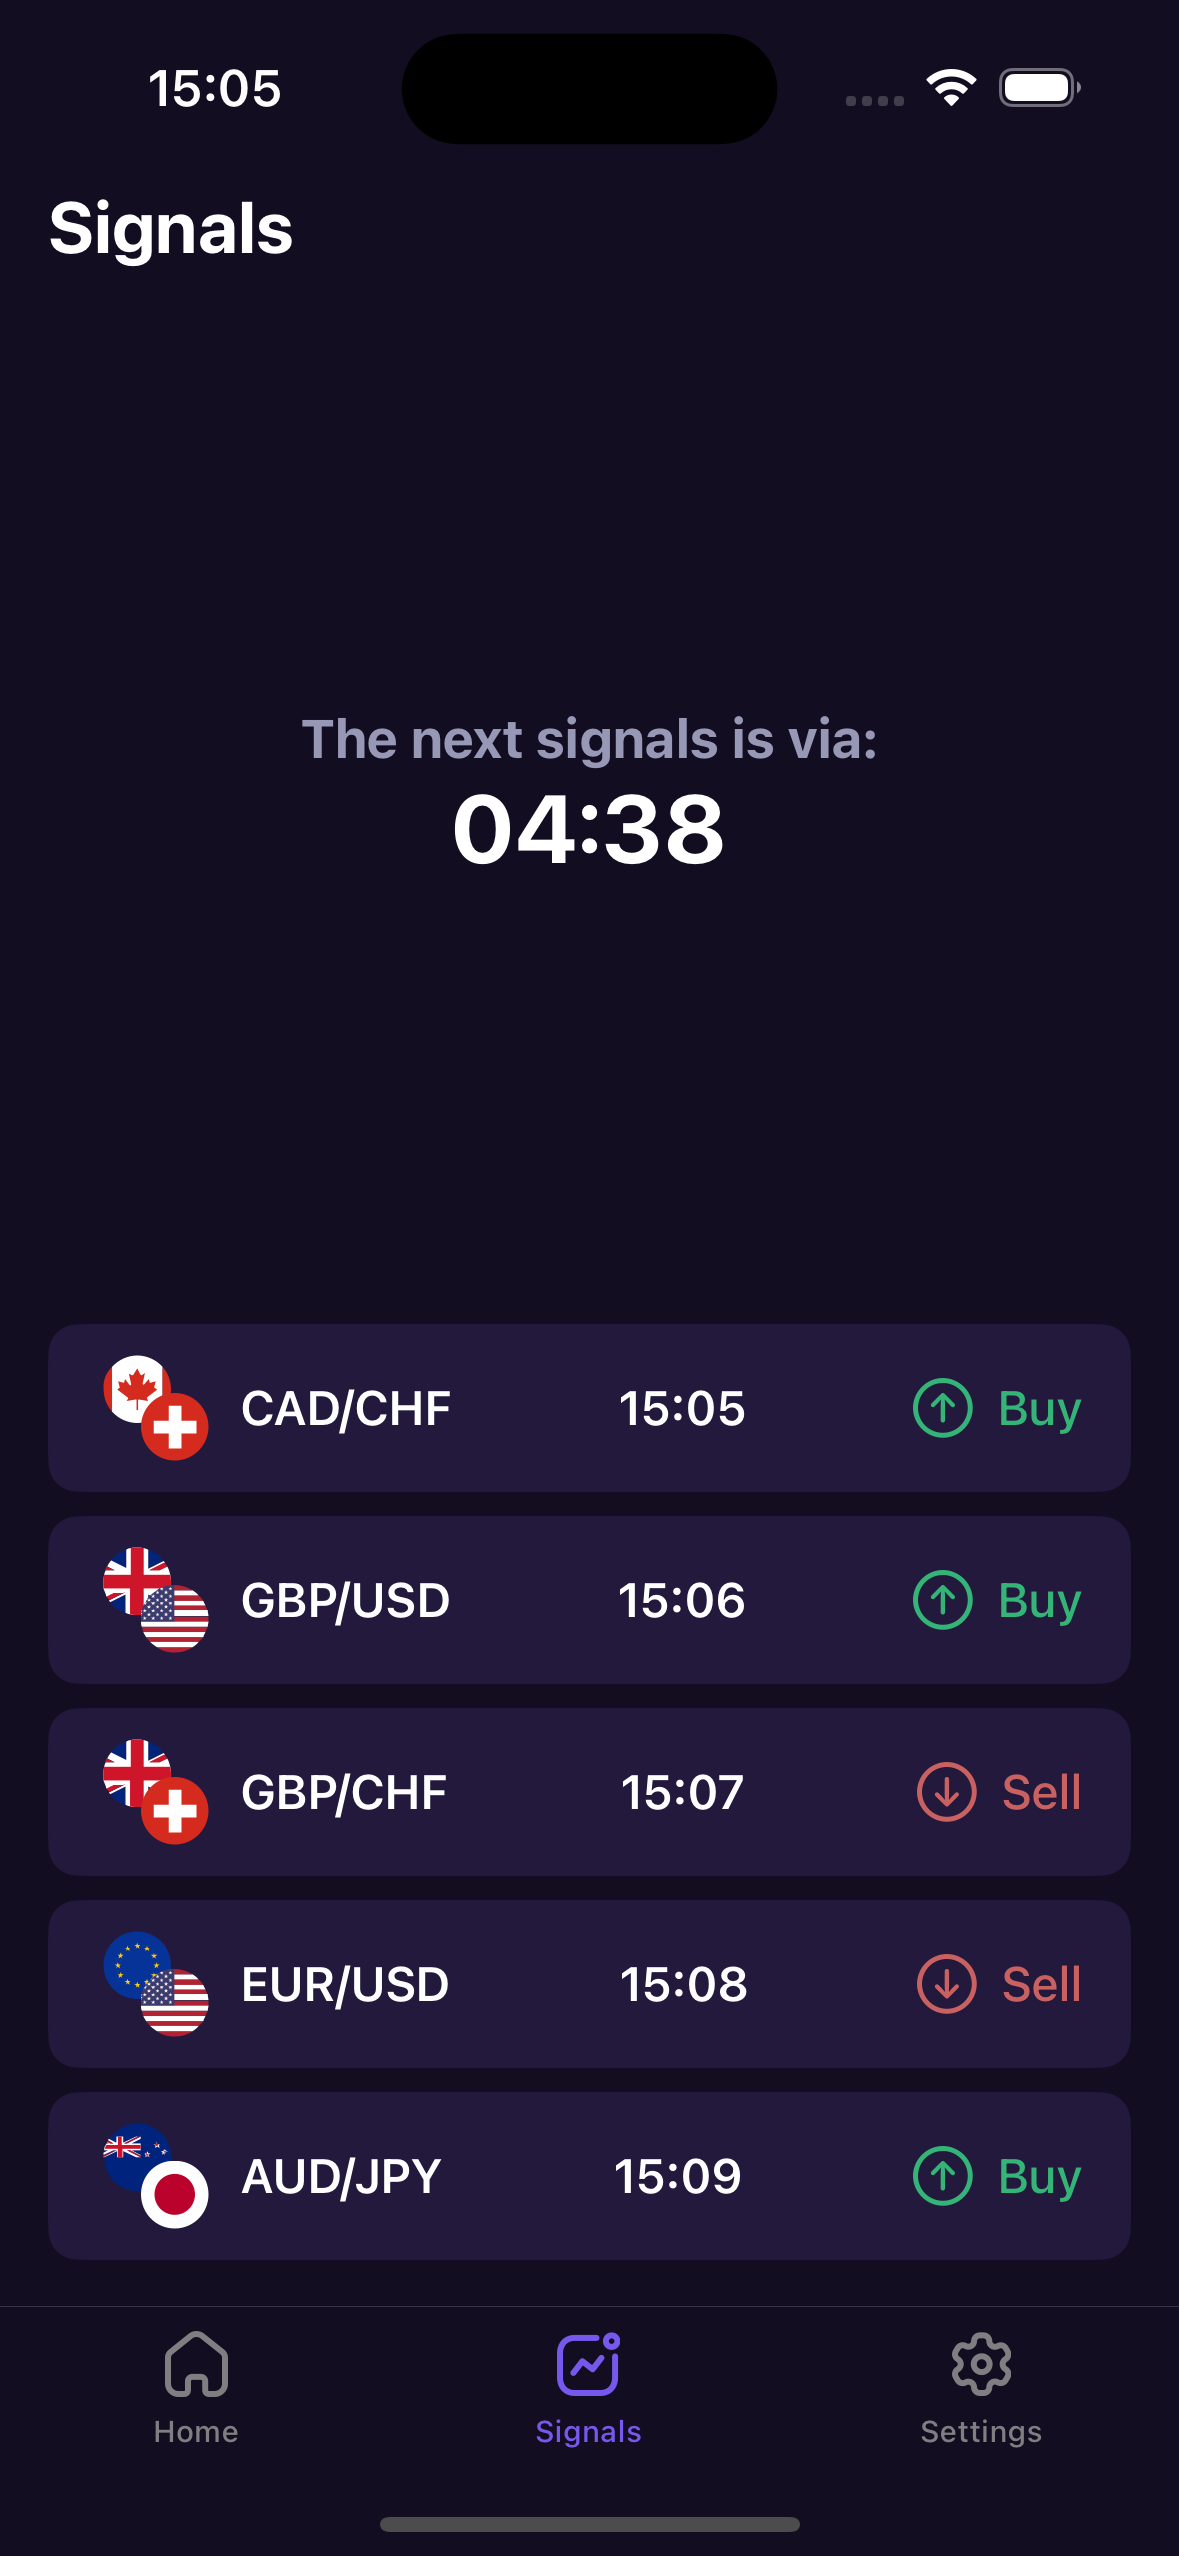 15:05
Signals
The next signals is via:
04:38
CAD/CHF 15:05 Buy
GBP/USD 15:06 Buy
GBP/CHF 15:07 Sell
EUR/USD 15:08 Sell
AUD/JPY 15:09 Buy
Home Signals Settings